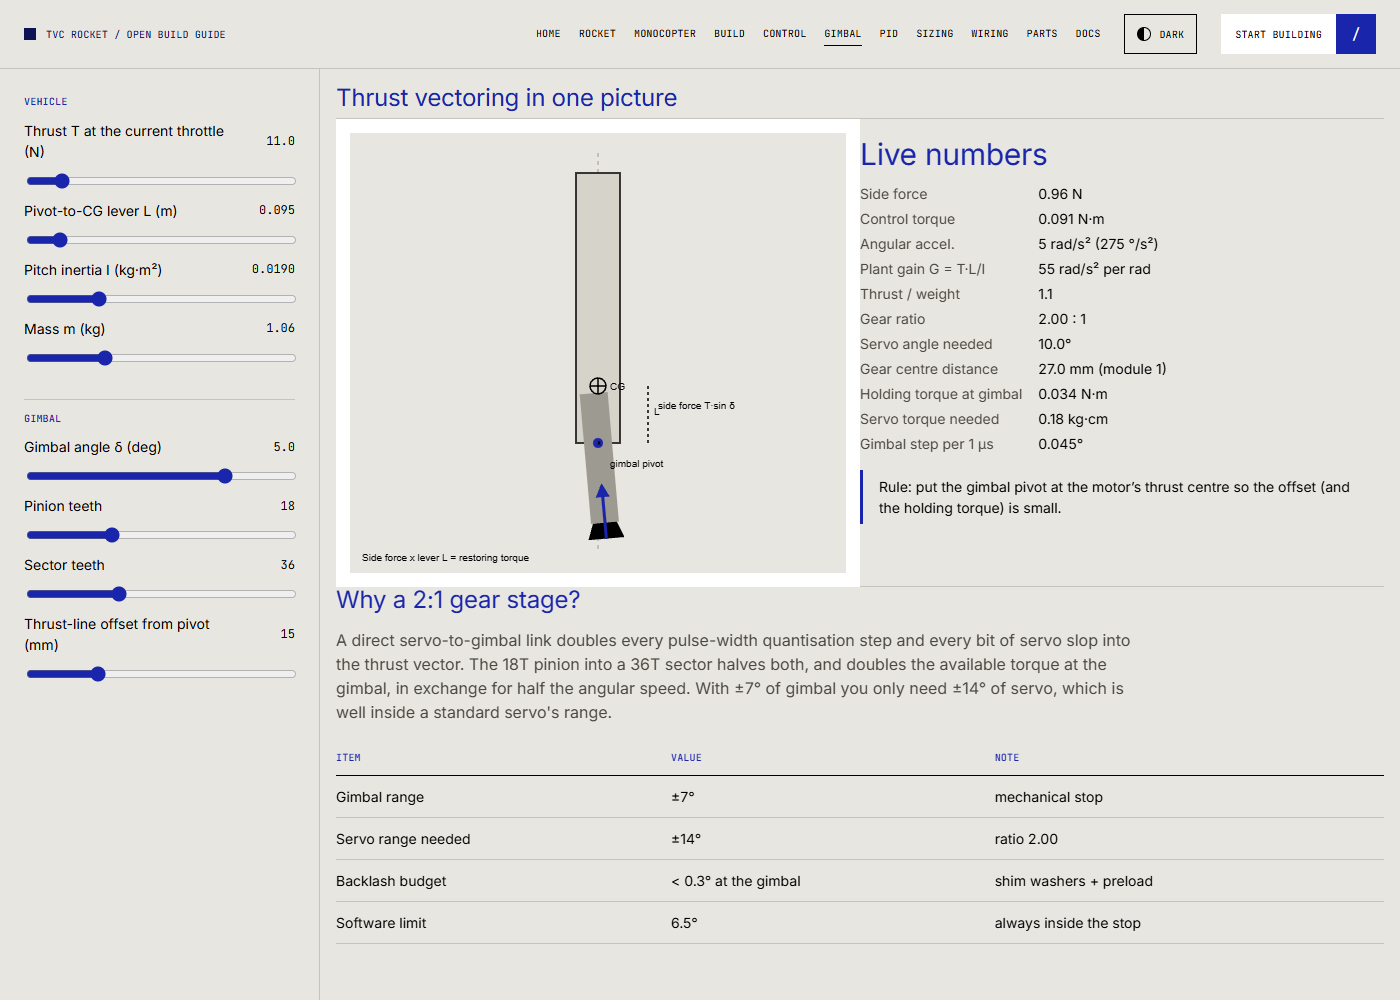 TVC ROCKET / OPEN BUILD GUIDE
HOME ROCKET MONOCOPTER BUILD CONTROL GIMBAL PID SIZING WIRING PARTS DOCS
DARK
START BUILDING /
VEHICLE
Thrust T at the current throttle
(N)
11.0
Pivot-to-CG lever L (m) 0.095
Pitch inertia I (kg·m²) 0.0190
Mass m (kg) 1.06
GIMBAL
Gimbal angle δ (deg) 5.0
Pinion teeth 18
Sector teeth 36
Thrust-line offset from pivot
(mm)
15
Thrust vectoring in one picture
CG
side force T·sin δ
L
gimbal pivot
Side force x lever L = restoring torque
Live numbers
Side force 0.96 N
Control torque 0.091 N·m
Angular accel. 5 rad/s² (275 °/s²)
Plant gain G = T·L/I 55 rad/s² per rad
Thrust / weight 1.1
Gear ratio 2.00 : 1
Servo angle needed 10.0°
Gear centre distance 27.0 mm (module 1)
Holding torque at gimbal 0.034 N·m
Servo torque needed 0.18 kg·cm
Gimbal step per 1 µs 0.045°
Rule: put the gimbal pivot at the motor’s thrust centre so the offset (and
the holding torque) is small.
Why a 2:1 gear stage?
A direct servo-to-gimbal link doubles every pulse-width quantisation step and every bit of servo slop into
the thrust vector. The 18T pinion into a 36T sector halves both, and doubles the available torque at the
gimbal, in exchange for half the angular speed. With ±7° of gimbal you only need ±14° of servo, which is
well inside a standard servo's range.
ITEM VALUE NOTE
Gimbal range ±7° mechanical stop
Servo range needed ±14° ratio 2.00
Backlash budget < 0.3° at the gimbal shim washers + preload
Software limit 6.5° always inside the stop